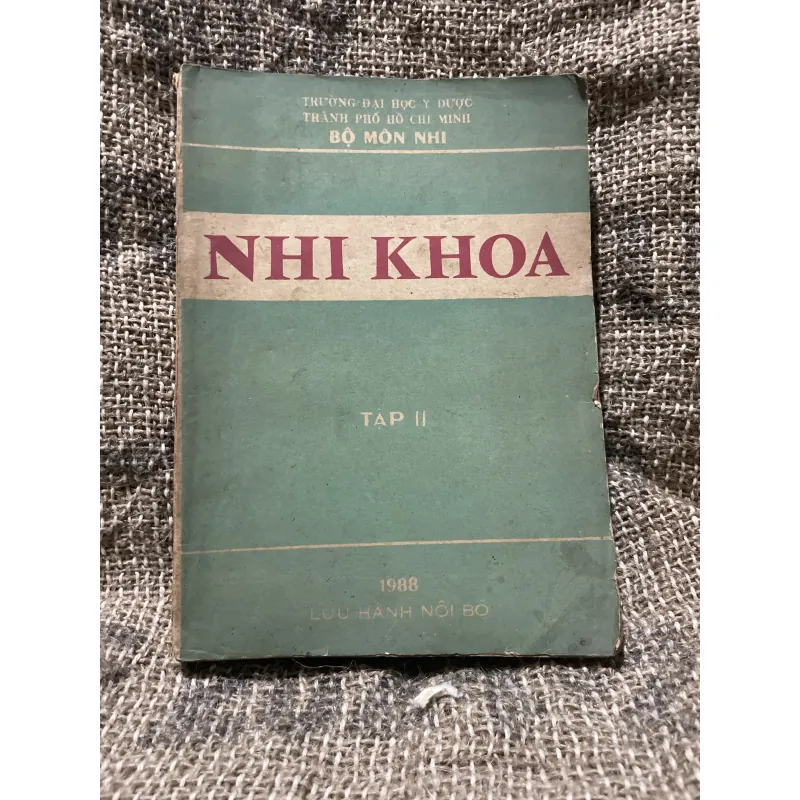 TRƯỜNG ĐẠI HỌC Y DƯỢC
THÀNH PHỐ HỒ CHÍ MINH
BỘ MÔN NHI
NHI KHOA
TẬP II
1988
LƯU HÀNH NỘI BỘ